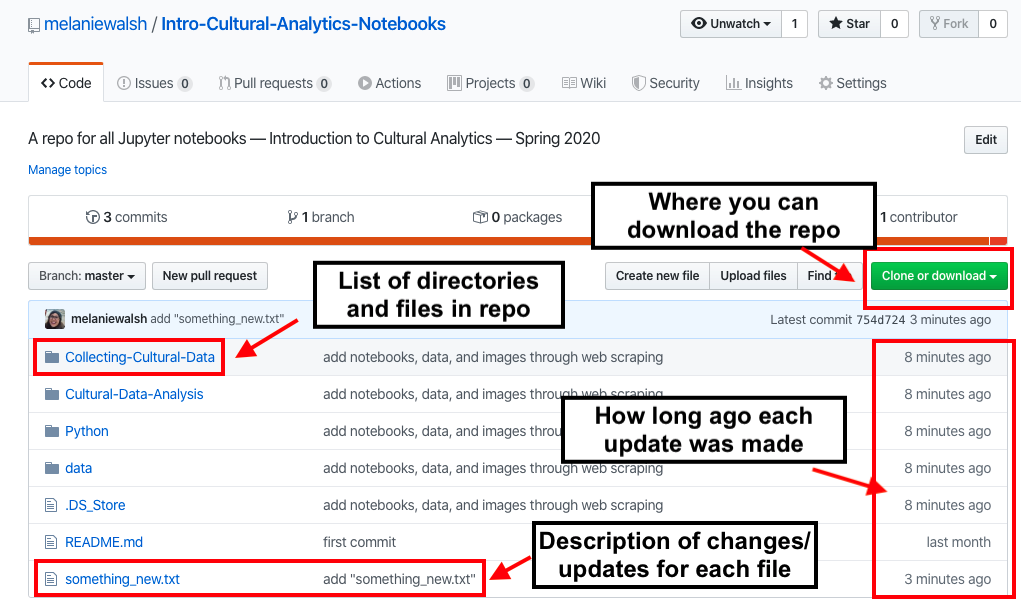 melaniewalsh / Intro-Cultural-Analytics-Notebooks
Unwatch 1 Star 0 Fork 0
Code Issues 0 Pull requests 0 Actions Projects 0 Wiki Security Insights Settings
A repo for all Jupyter notebooks — Introduction to Cultural Analytics — Spring 2020
Edit
Manage topics
Where you can
download the repo
3 commits 1 branch 0 packages 1 contributor
Branch: master New pull request Create new file Upload files Find Clone or download
List of directories
and files in repo
melaniewalsh add "something_new.txt" Latest commit 754d724 3 minutes ago
Collecting-Cultural-Data add notebooks, data, and images through web scraping 8 minutes ago
Cultural-Data-Analysis add notebooks, data, and images through web scraping 8 minutes ago
How long ago each
update was made
Python add notebooks, data, and images 8 minutes ago
data add notebooks, data, and images through web scraping 8 minutes ago
.DS_Store add notebooks, data, and images through web scraping 8 minutes ago
README.md first commit last month
Description of changes/
updates for each file
something_new.txt add "something_new.txt" 3 minutes ago